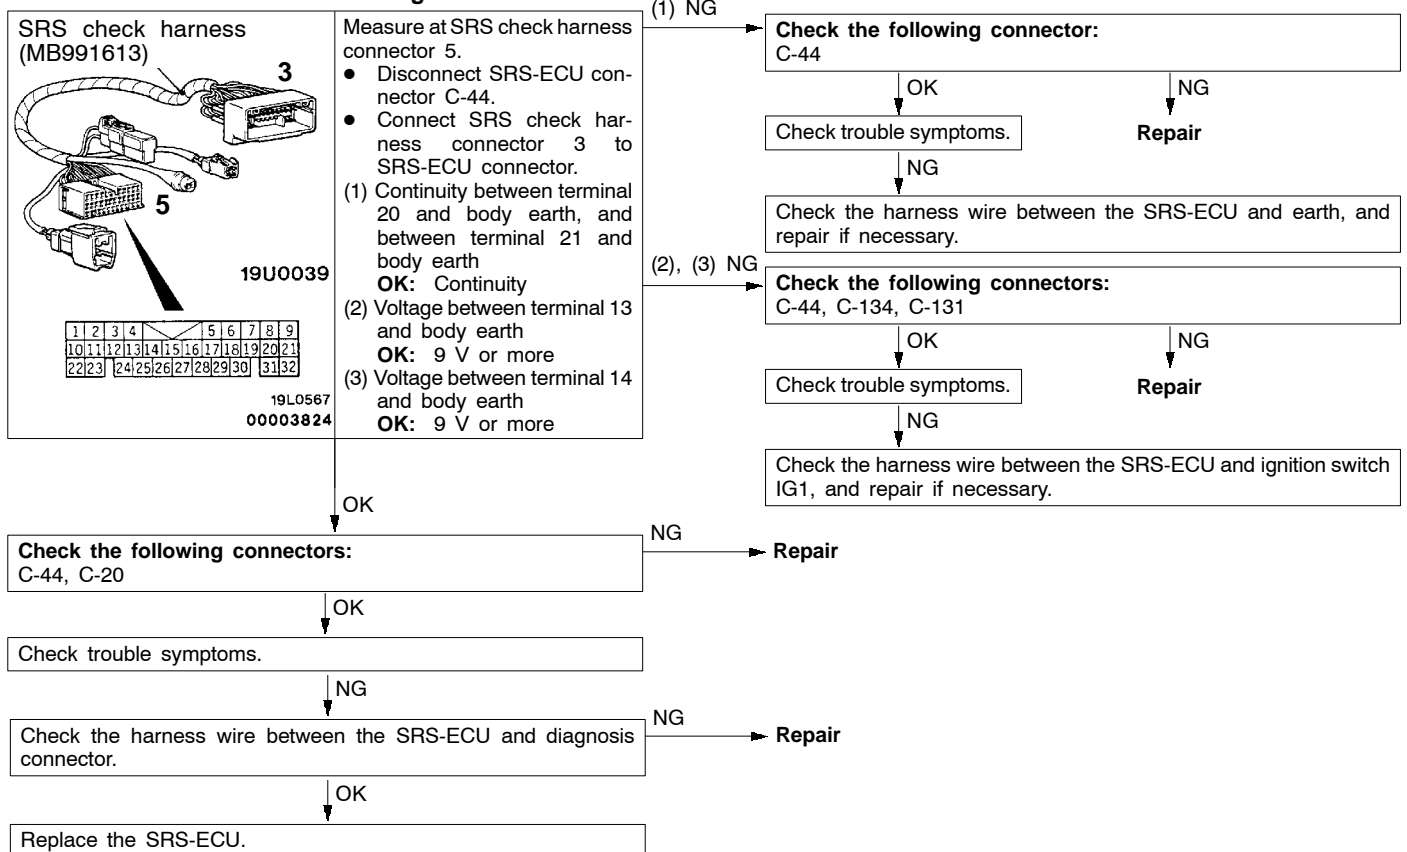 SRS check harness
(MB991613)
3
5
19U0039
1 2 3 4 5 6 7 8 9
10 11 12 13 14 15 16 17 18 19 20 21
22 23 24 25 26 27 28 29 30 31 32
19L0567
00003824
Measure at SRS check harness
connector 5.
● Disconnect SRS-ECU con-
nector C-44.
● Connect SRS check har-
ness connector 3 to
SRS-ECU connector.
(1) Continuity between terminal
20 and body earth, and
between terminal 21 and
body earth
OK: Continuity
(2) Voltage between terminal 13
and body earth
OK: 9 V or more
(3) Voltage between terminal 14
and body earth
OK: 9 V or more
(1) NG
Check the following connector:
C-44
OK
NG
Check trouble symptoms.
Repair
NG
Check the harness wire between the SRS-ECU and earth, and
repair if necessary.
(2), (3) NG
Check the following connectors:
C-44, C-134, C-131
OK
NG
Check trouble symptoms.
Repair
NG
Check the harness wire between the SRS-ECU and ignition switch
IG1, and repair if necessary.
OK
Check the following connectors:
C-44, C-20
NG
Repair
OK
Check trouble symptoms.
NG
Check the harness wire between the SRS-ECU and diagnosis
connector.
NG
Repair
OK
Replace the SRS-ECU.